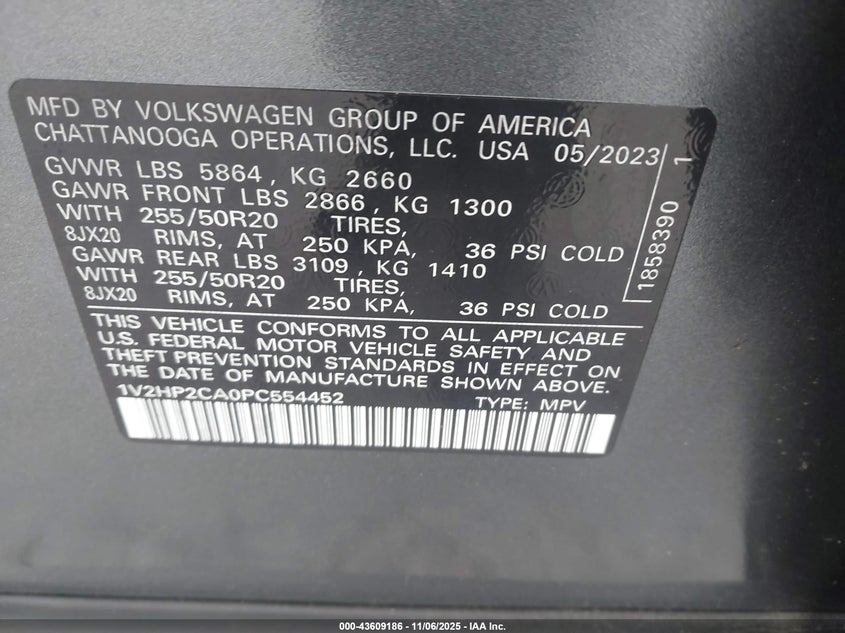 MFD BY VOLKSWAGEN GROUP OF AMERICA
CHATTANOOGA OPERATIONS, LLC. USA 05/2023
GVWR LBS 5864, KG 2660
GAWR FRONT LBS 2866, KG 1300
WITH 255/50R20 TIRES,
8JX20 RIMS, AT 250 KPA, 36 PSI COLD
GAWR REAR LBS 3109, KG 1410
WITH 255/50R20 TIRES,
8JX20 RIMS, AT 250 KPA, 36 PSI COLD
1858390 1
THIS VEHICLE CONFORMS TO ALL APPLICABLE
U.S. FEDERAL MOTOR VEHICLE SAFETY AND
THEFT PREVENTION STANDARDS IN EFFECT ON
THE DATE OF MANUFACTURE SHOWN ABOVE.
1V2HP2CA0PC554452 TYPE: MPV
000-43609186 - 11/06/2025 - IAA Inc.